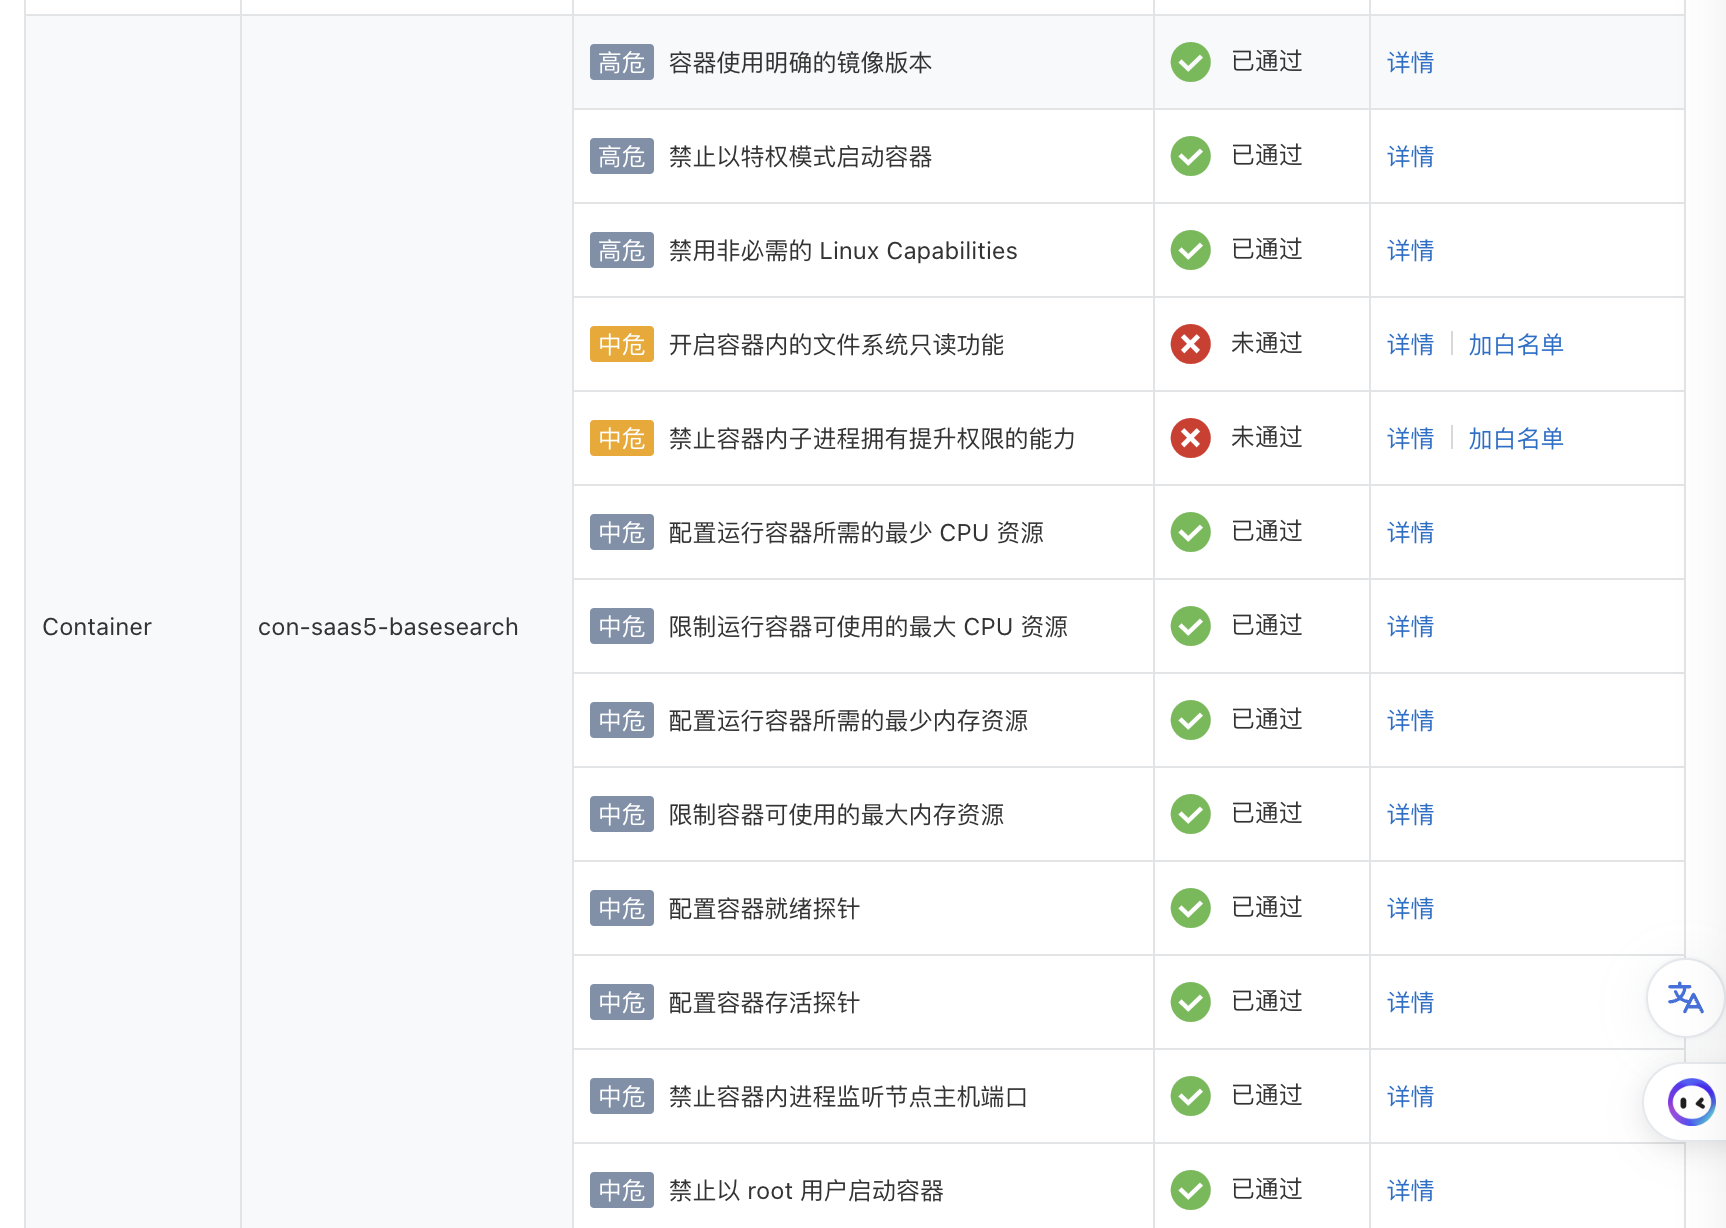 高危 容器使用明确的镜像版本 已通过 详情
高危 禁止以特权模式启动容器 已通过 详情
高危 禁用非必需的 Linux Capabilities 已通过 详情
中危 开启容器内的文件系统只读功能 未通过 详情 加白名单
中危 禁止容器内子进程拥有提升权限的能力 未通过 详情 加白名单
中危 配置运行容器所需的最少 CPU 资源 已通过 详情
Container con-saas5-basesearch 中危 限制运行容器可使用的最大 CPU 资源 已通过 详情
中危 配置运行容器所需的最少内存资源 已通过 详情
中危 限制容器可使用的最大内存资源 已通过 详情
中危 配置容器就绪探针 已通过 详情
中危 配置容器存活探针 已通过 详情
中危 禁止容器内进程监听节点主机端口 已通过 详情
中危 禁止以 root 用户启动容器 已通过 详情